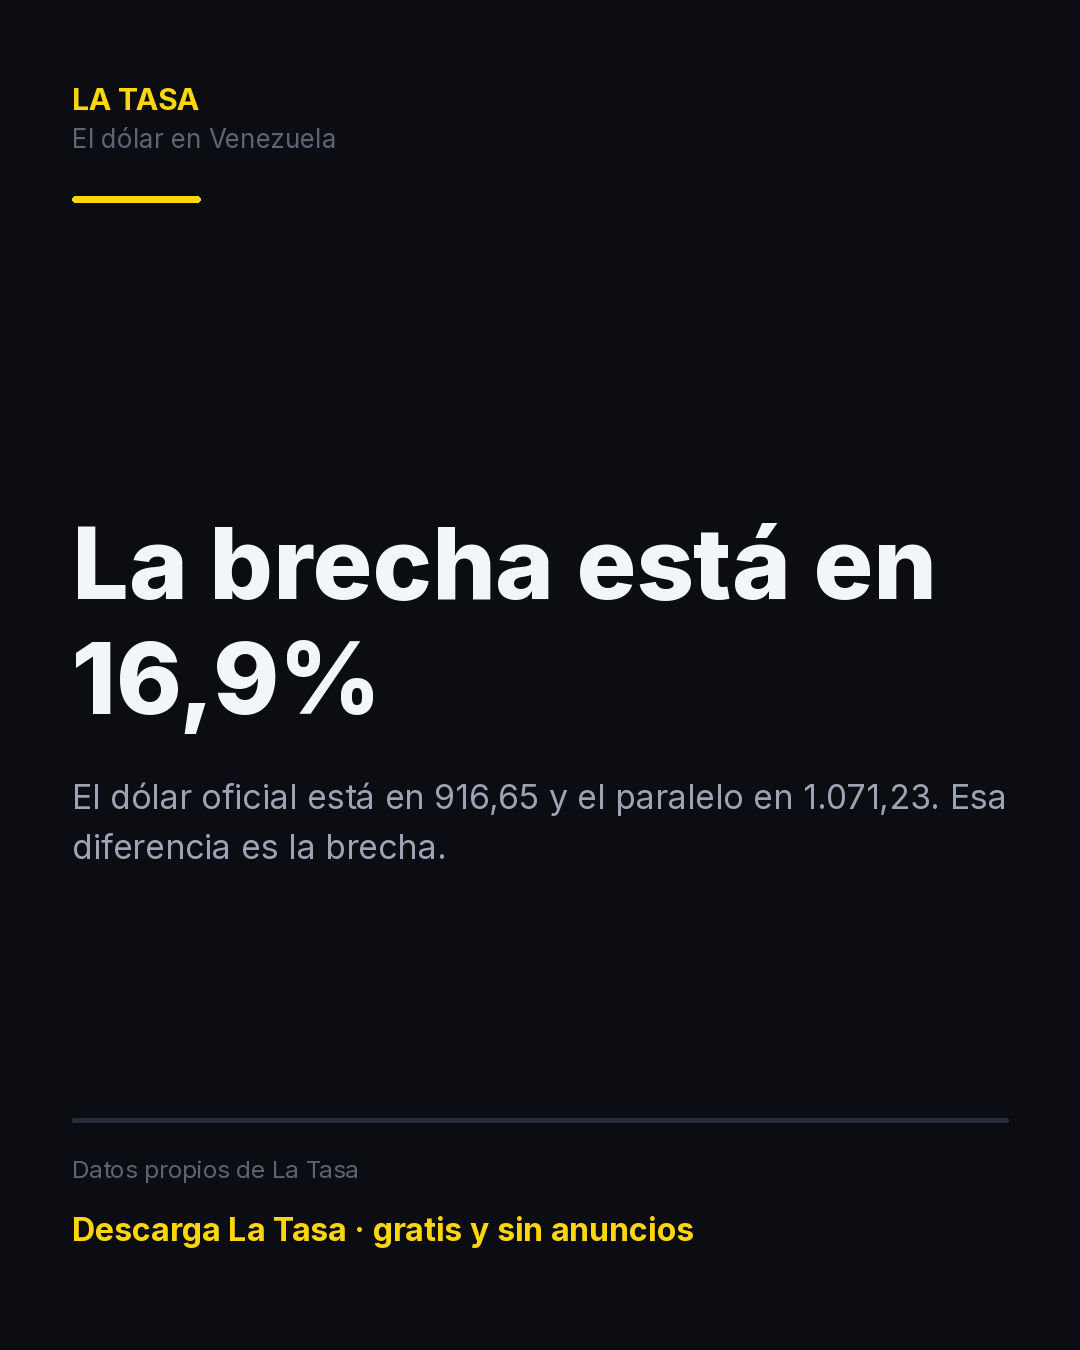 LA TASA
El dólar en Venezuela
La brecha está en
16,9%
El dólar oficial está en 916,65 y el paralelo en 1.071,23. Esa
diferencia es la brecha.
Datos propios de La Tasa
Descarga La Tasa · gratis y sin anuncios